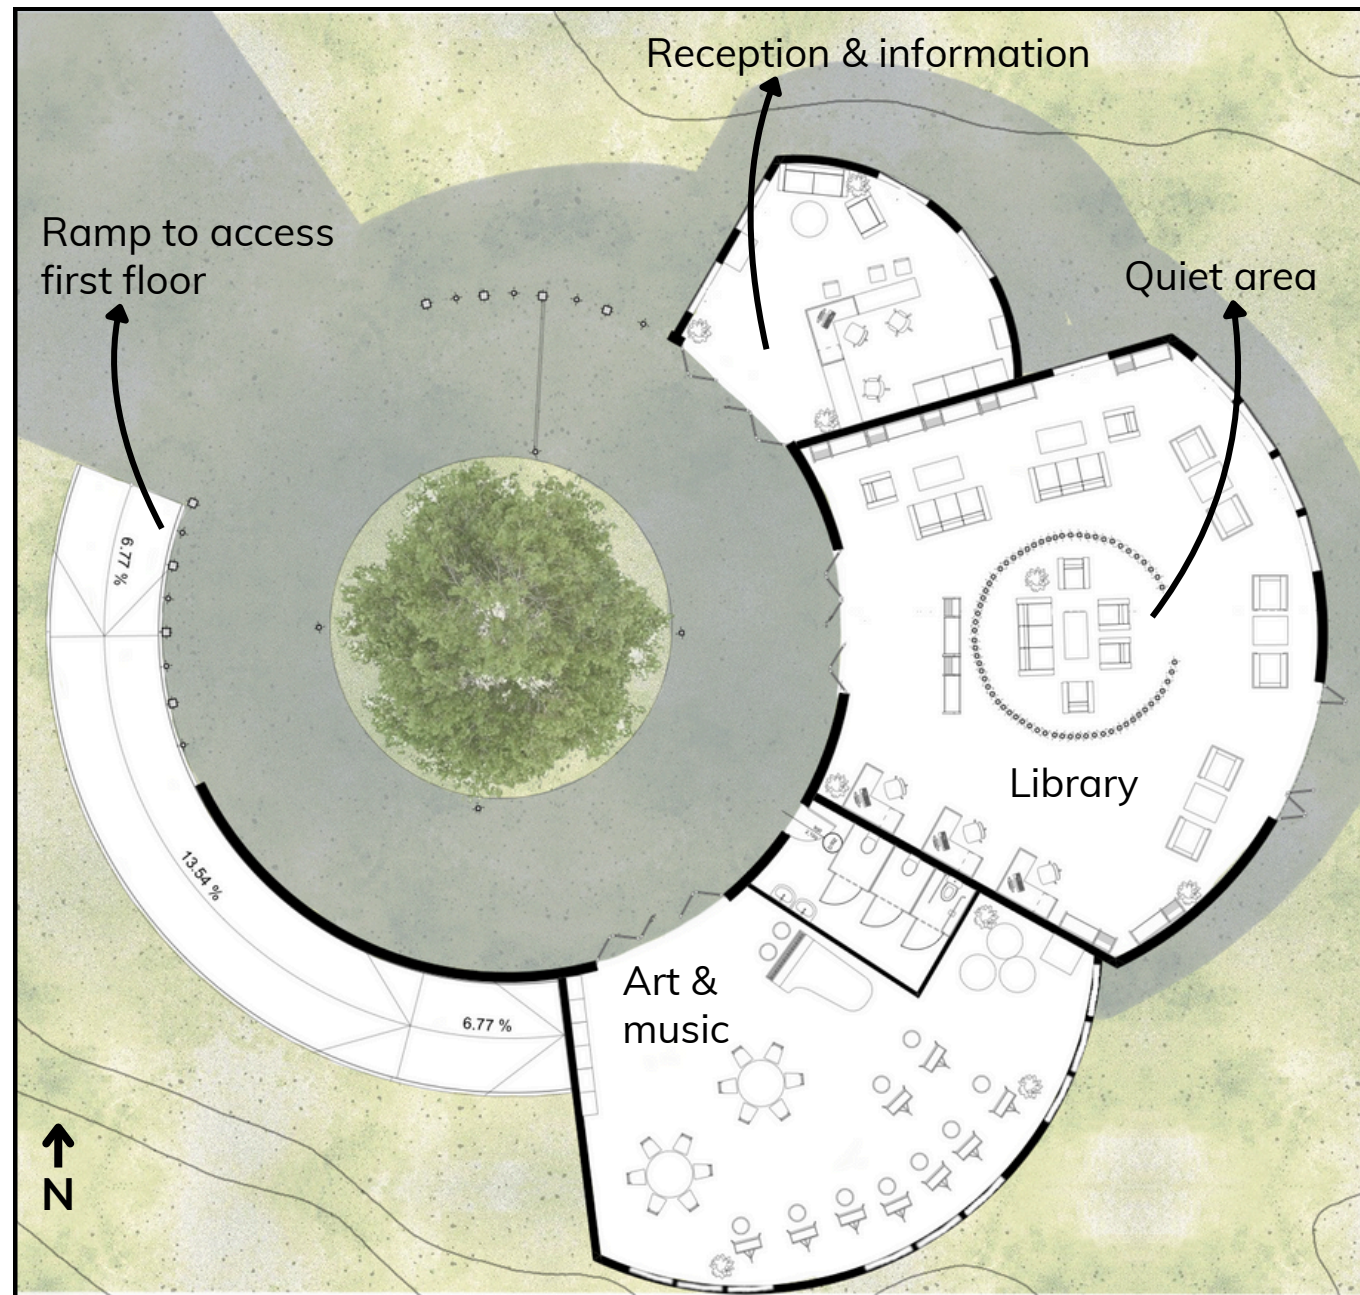 Reception & information
Ramp to access
first floor
Quiet area
6.77 %
Library
13.54 %
Art &
music
6.77 %
N